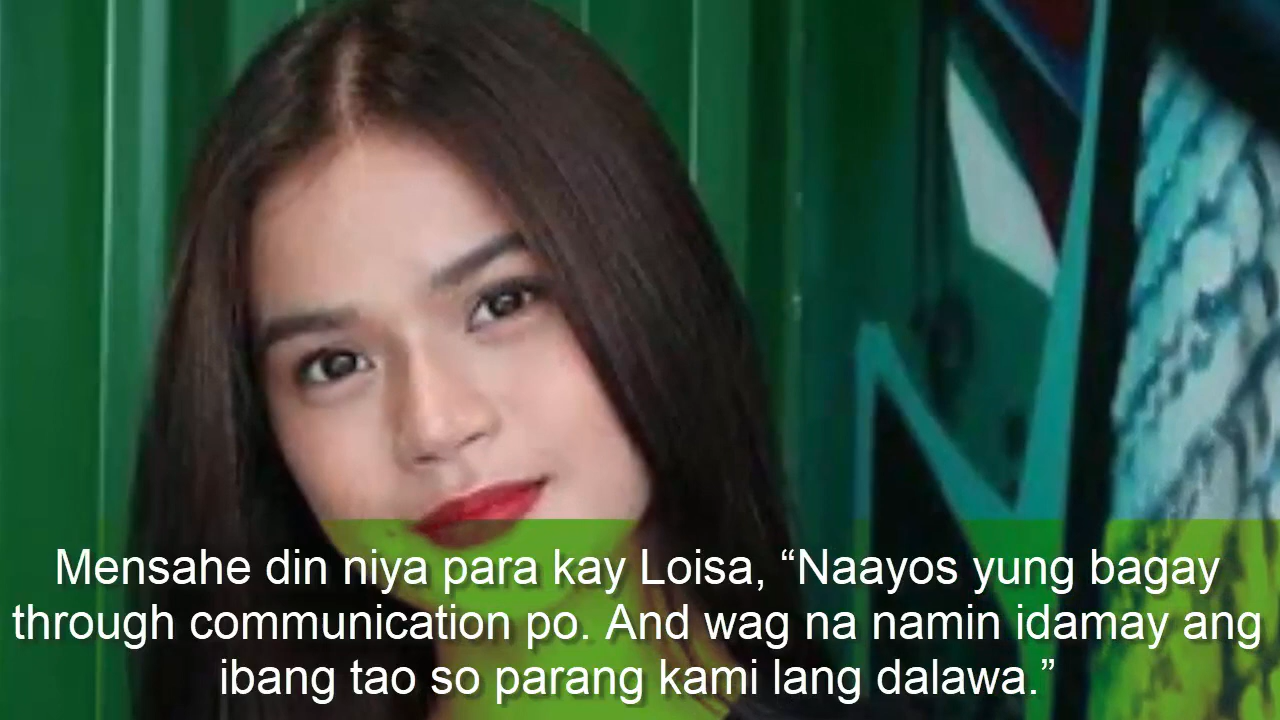 Mensahe din niya para kay Loisa, “Naayos yung bagay
through communication po. And wag na namin idamay ang
ibang tao so parang kami lang dalawa.”